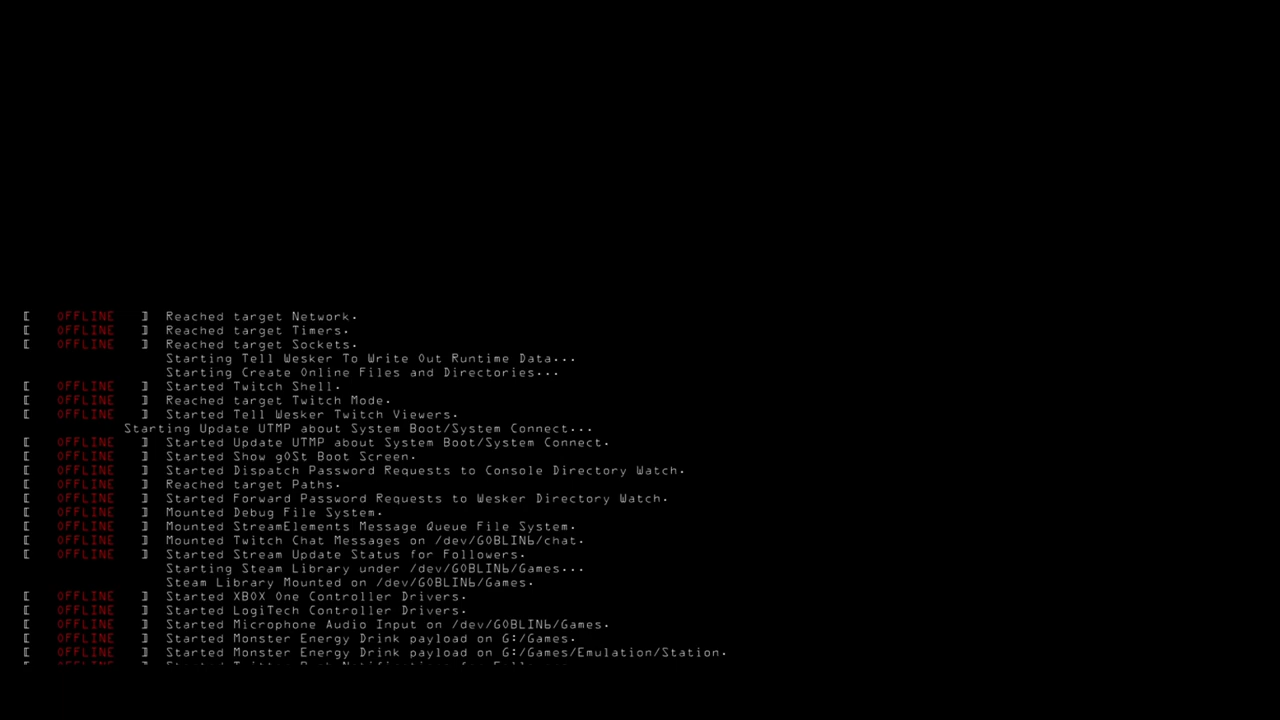 [ OFFLINE ] Reached target Network.
[ OFFLINE ] Reached target Timers.
[ OFFLINE ] Reached target Sockets.
Starting Tell Wesker To Write Out Runtime Data...
Starting Create Online Files and Directories...
[ OFFLINE ] Started Twitch Shell.
[ OFFLINE ] Reached target Twitch Mode.
[ OFFLINE ] Started Tell Wesker Twitch Viewers.
Starting Update UTMP about System Boot/System Connect...
[ OFFLINE ] Started Update UTMP about System Boot/System Connect.
[ OFFLINE ] Started Show g0St Boot Screen.
[ OFFLINE ] Started Dispatch Password Requests to Console Directory Watch.
[ OFFLINE ] Reached target Paths.
[ OFFLINE ] Started Forward Password Requests to Wesker Directory Watch.
[ OFFLINE ] Mounted Debug File System.
[ OFFLINE ] Mounted StreamElements Message Queue File System.
[ OFFLINE ] Mounted Twitch Chat Messages on /dev/G0BLIN6/chat.
[ OFFLINE ] Started Stream Update Status for Followers.
Starting Steam Library under /dev/G0BLIN6/Games...
Steam Library Mounted on /dev/G0BLIN6/Games.
[ OFFLINE ] Started XBOX One Controller Drivers.
[ OFFLINE ] Started LogiTech Controller Drivers.
[ OFFLINE ] Started Microphone Audio Input on /dev/G0BLIN6/Games.
[ OFFLINE ] Started Monster Energy Drink payload on G:/Games.
[ OFFLINE ] Started Monster Energy Drink payload on G:/Games/Emulation/Station.